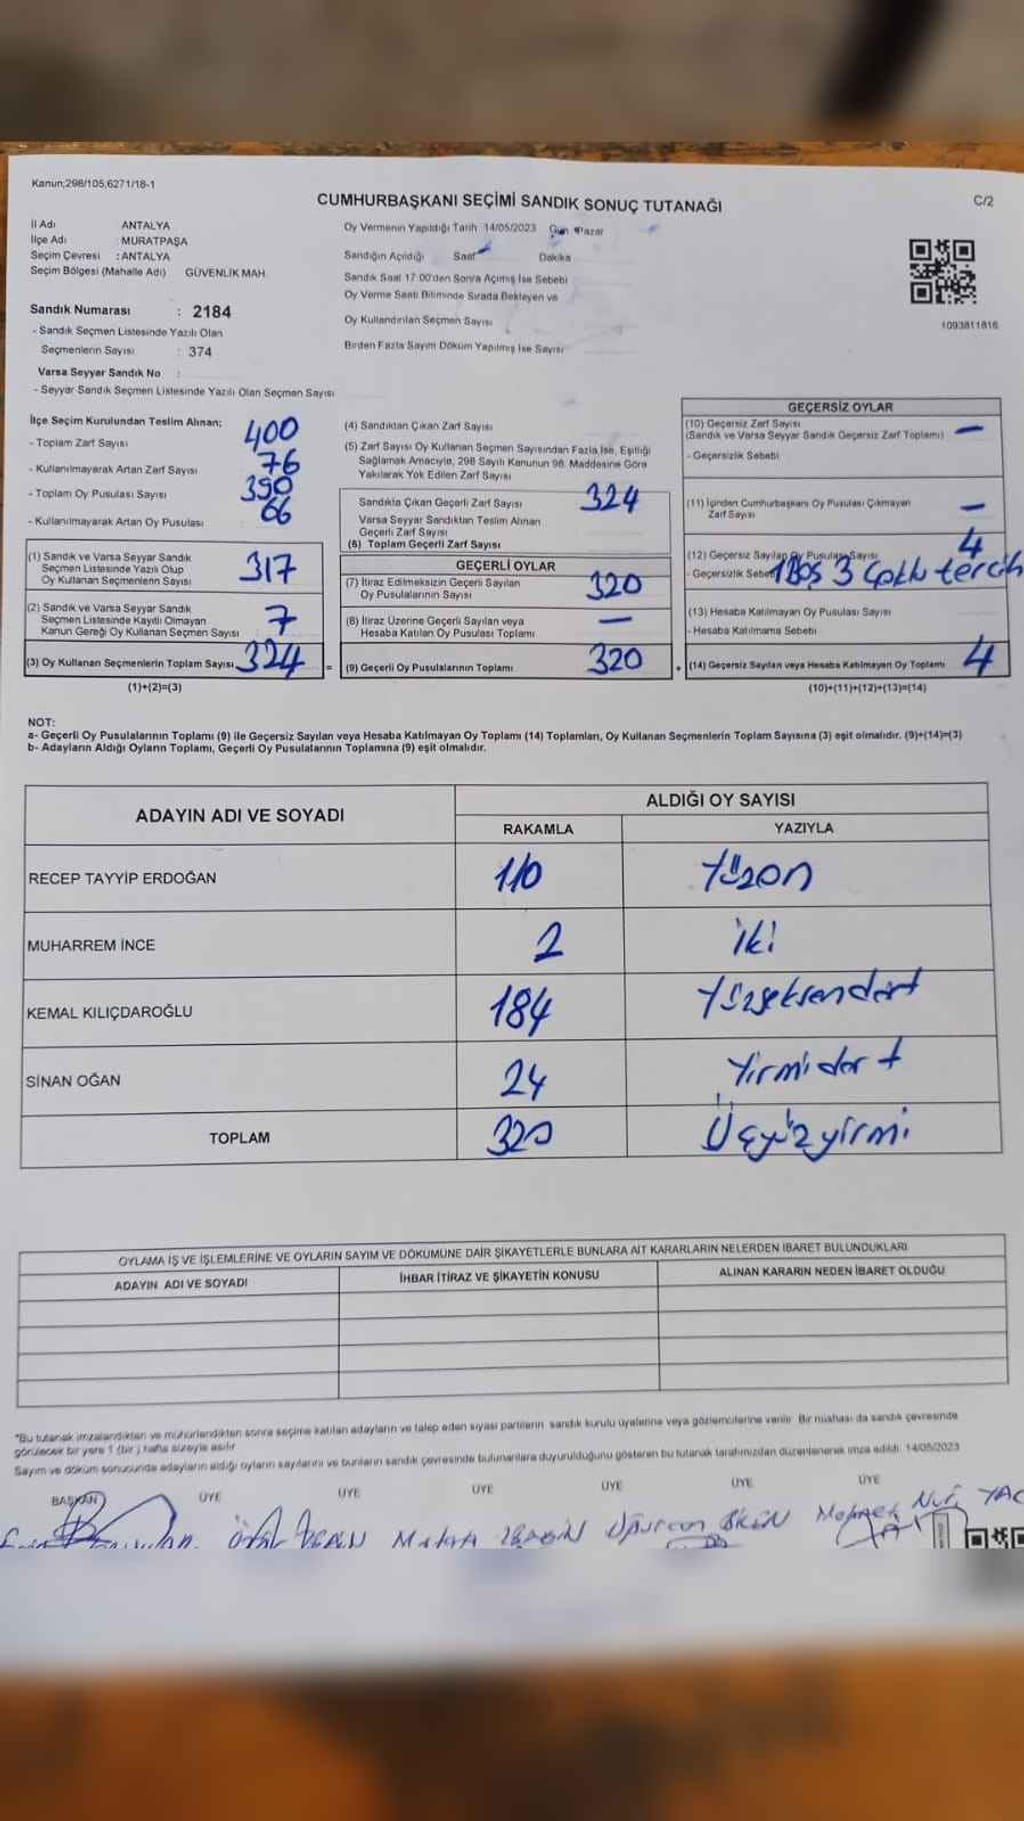 Kanun;298/105,6271/18-1
CUMHURBAŞKANI SEÇİMİ SANDIK SONUÇ TUTANAĞI
C/2
İl Adı ANTALYA
İlçe Adı : MURATPAŞA
Seçim Çevresi : ANTALYA
Seçim Bölgesi (Mahalle Adı) GÜVENLİK MAH.
Sandık Numarası : 2184
- Sandık Seçmen Listesinde Yazılı Olan
Seçmenlerin Sayısı : 374
Varsa Seyyar Sandık No :
- Seyyar Sandık Seçmen Listesinde Yazılı Olan Seçmen Sayısı
Oy Vermenin Yapıldığı Tarih 14/05/2023 Gün Pazar
Sandığın Açıldığı Saat Dakika
Sandık Saat 17:00'den Sonra Açılmış İse Sebebi
Oy Verme Saati Bitiminde Sırada Bekleyen ve
Oy Kullandırılan Seçmen Sayısı
Birden Fazla Sayım Döküm Yapılmış İse Sayısı
1093811816
İlçe Seçim Kurulundan Teslim Alınan;
- Toplam Zarf Sayısı 400
- Kullanılmayarak Artan Zarf Sayısı 76
- Toplam Oy Pusulası Sayısı 390
- Kullanılmayarak Artan Oy Pusulası 66
(1) Sandık ve Varsa Seyyar Sandık
Seçmen Listesinde Yazılı Olup
Oy Kullanan Seçmenlerin Sayısı 317
(2) Sandık ve Varsa Seyyar Sandık
Seçmen Listesinde Kayıtlı Olmayan
Kanun Gereği Oy Kullanan Seçmen Sayısı 7
(3) Oy Kullanan Seçmenlerin Toplam Sayısı 324 =
(1)+(2)=(3)
(4) Sandıktan Çıkan Zarf Sayısı
(5) Zarf Sayısı Oy Kullanan Seçmen Sayısından Fazla İse, Eşitliği
Sağlamak Amacıyla, 298 Sayılı Kanunun 98. Maddesine Göre
Yakılarak Yok Edilen Zarf Sayısı
Sandıkta Çıkan Geçerli Zarf Sayısı 324
Varsa Seyyar Sandıktan Teslim Alınan
Geçerli Zarf Sayısı
(6) Toplam Geçerli Zarf Sayısı
GEÇERLİ OYLAR
(7) İtiraz Edilmeksizin Geçerli Sayılan
Oy Pusulalarının Sayısı 320
(8) İtiraz Üzerine Geçerli Sayılan veya
Hesaba Katılan Oy Pusulası Toplamı —
(9) Geçerli Oy Pusulalarının Toplamı 320 +
GEÇERSİZ OYLAR
(10) Geçersiz Zarf Sayısı
(Sandık ve Varsa Seyyar Sandık Geçersiz Zarf Toplamı) —
- Geçersizlik Sebebi
(11) İçinden Cumhurbaşkanı Oy Pusulası Çıkmayan
Zarf Sayısı —
(12) Geçersiz Sayılan Oy Pusulası Sayısı 4
- Geçersizlik Sebebi 1 Boş 3 Çoklu tercih
(13) Hesaba Katılmayan Oy Pusulası Sayısı
- Hesaba Katılmama Sebebi
(14) Geçersiz Sayılan veya Hesaba Katılmayan Oy Toplamı 4
(10)+(11)+(12)+(13)=(14)
NOT:
a- Geçerli Oy Pusulalarının Toplamı (9) ile Geçersiz Sayılan veya Hesaba Katılmayan Oy Toplamı (14) Toplamları, Oy Kullanan Seçmenlerin Toplam Sayısına (3) eşit olmalıdır. (9)+(14)=(3)
b- Adayların Aldığı Oyların Toplamı, Geçerli Oy Pusulalarının Toplamına (9) eşit olmalıdır.
ADAYIN ADI VE SOYADI
ALDIĞI OY SAYISI
RAKAMLA YAZIYLA
RECEP TAYYİP ERDOĞAN 110 Yüzon
MUHARREM İNCE 2 iki
KEMAL KILIÇDAROĞLU 184 Yüzseksendört
SİNAN OĞAN 24 Yirmidört
TOPLAM 320 Üçyüzyirmi
OYLAMA İŞ VE İŞLEMLERİNE VE OYLARIN SAYIM VE DÖKÜMÜNE DAİR ŞİKAYETLERLE BUNLARA AİT KARARLARIN NELERDEN İBARET BULUNDUKLARI
ADAYIN ADI VE SOYADI İHBAR İTİRAZ VE ŞİKAYETİN KONUSU ALINAN KARARIN NEDEN İBARET OLDUĞU
*Bu tutanak imzalandıktan ve mühürlendikten sonra seçime katılan adayların ve talep eden siyasi partilerin sandık kurulu üyelerine veya gözlemcilerine verilir. Bir nüshası da sandık çevresinde
görülecek bir yere 1 (bir) hafta süreyle asılır
Sayım ve döküm sonucunda adayların aldığı oyların sayılarını ve bunların sandık çevresinde bulunanlara duyurulduğunu gösteren bu tutanak tarafımızdan düzenlenerek imza edildi. 14/05/2023
BAŞKAN ÜYE ÜYE ÜYE ÜYE ÜYE ÜYE